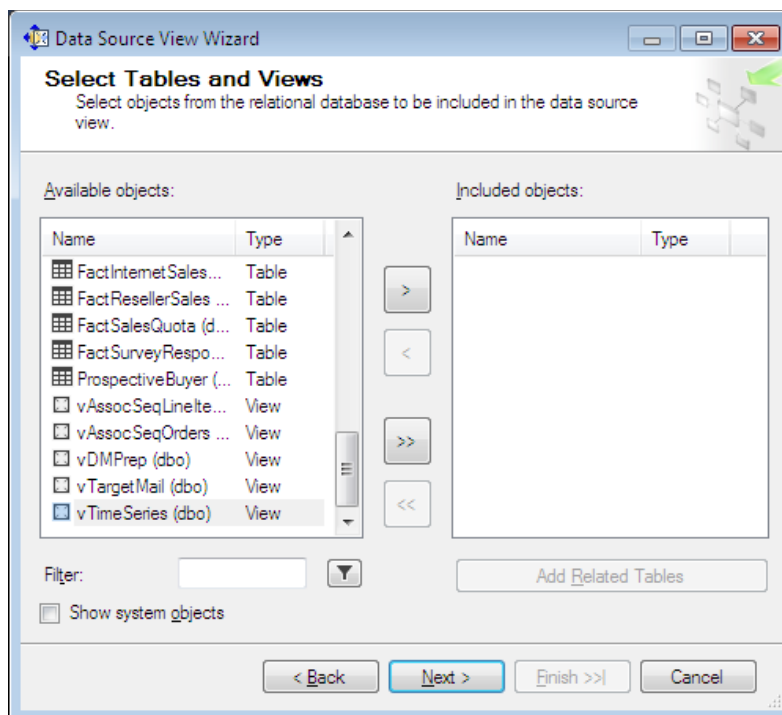 Data Source View Wizard
Select Tables and Views
Select objects from the relational database to be included in the data source
view.
Available objects:
Included objects:
Name Type
Name Type
FactInternetSales... Table
FactResellerSales ... Table
FactSalesQuota (d... Table
FactSurveyRespo... Table
ProspectiveBuyer (... Table
vAssocSeqLineIte... View
vAssocSeqOrders ... View
vDMPrep (dbo) View
vTargetMail (dbo) View
vTimeSeries (dbo) View
>
<
>>
<<
Filter:
Add Related Tables
Show system objects
< Back
Next >
Finish >>|
Cancel